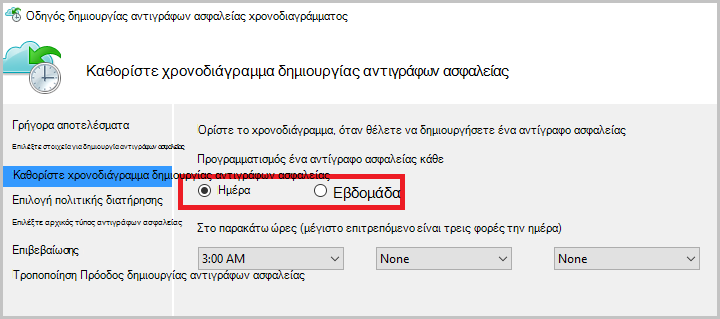 Οδηγός δημιουργίας αντιγράφων ασφαλείας χρονοδιαγράμματος
Καθορίστε χρονοδιάγραμμα δημιουργίας αντιγράφων ασφαλείας
Γρήγορα αποτελέσματα
Επιλέξτε στοιχεία για δημιουργία αντιγράφων ασφαλείας
Καθορίστε χρονοδιάγραμμα δημιουργίας αντιγράφων ασφαλείας
Επιλογή πολιτικής διατήρησης
Επιλέξτε αρχικός τύπος αντιγράφων ασφαλείας
Επιβεβαίωσης
Τροποποίηση Πρόοδος δημιουργίας αντιγράφων ασφαλείας
Ορίστε το χρονοδιάγραμμα, όταν θέλετε να δημιουργήσετε ένα αντίγραφο ασφαλείας
Προγραμματισμός ένα αντίγραφο ασφαλείας κάθε
Ημέρα Εβδομάδα
Στο παρακάτω ώρες (μέγιστο επιτρεπόμενο είναι τρεις φορές την ημέρα)
3:00 AM None None